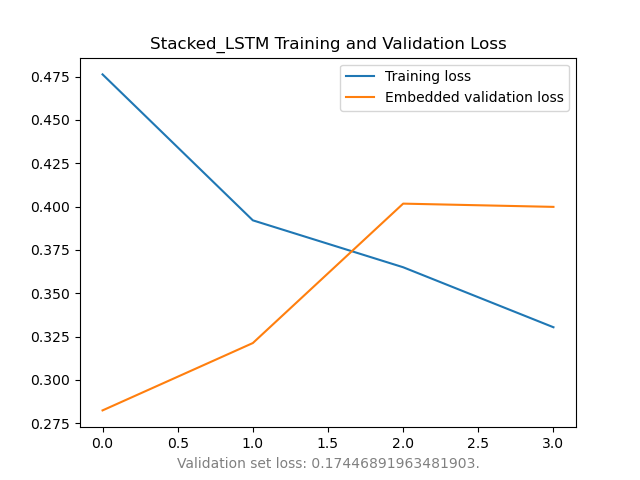 Stacked_LSTM Training and Validation Loss
Training loss
Embedded validation loss
0.475
0.450
0.425
0.400
0.375
0.350
0.325
0.300
0.275
0.0 0.5 1.0 1.5 2.0 2.5 3.0
Validation set loss: 0.17446891963481903.